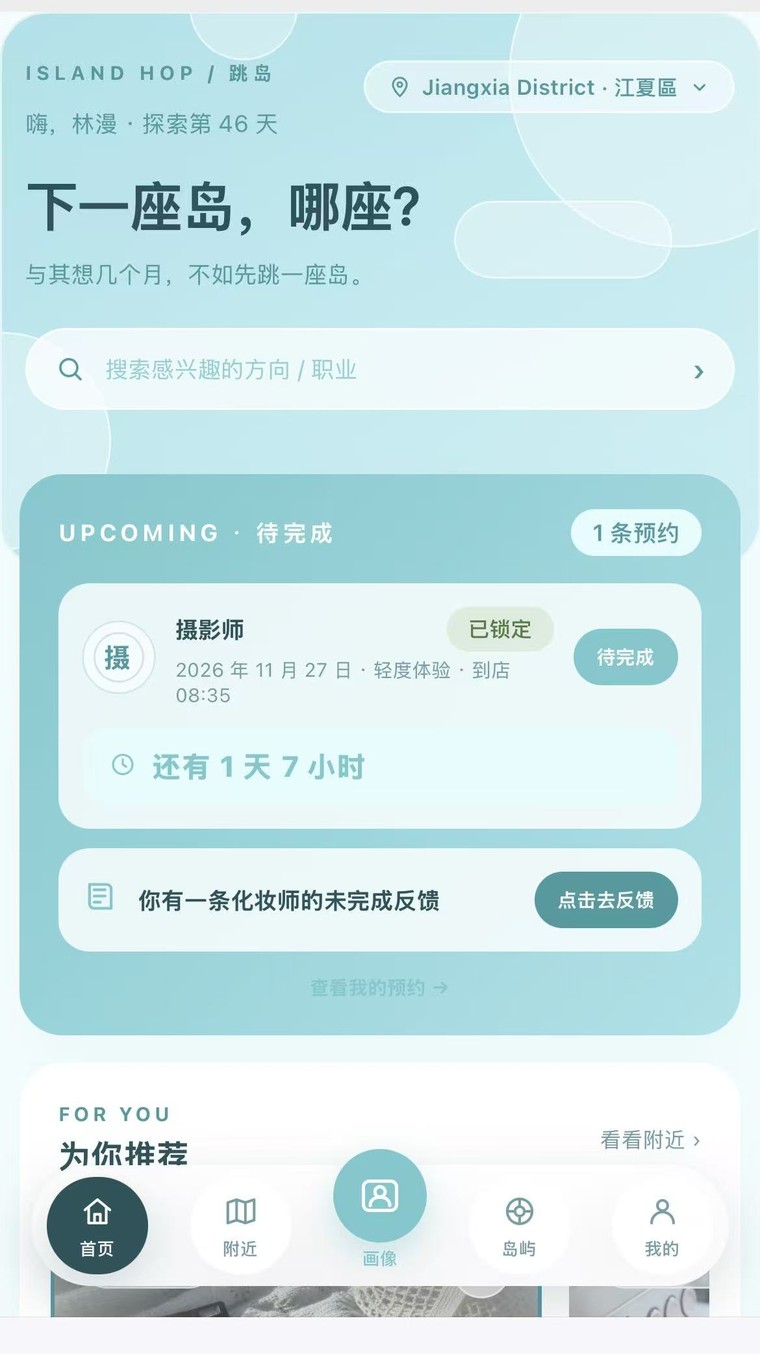 ISLAND HOP / 跳岛
Jiangxia District · 江夏區
嗨，林漫 · 探索第 46 天
下一座岛，哪座?
与其想几个月，不如先跳一座岛。
搜索感兴趣的方向 / 职业
UPCOMING · 待完成
1 条预约
摄
摄影师
已锁定
2026 年 11 月 27 日 · 轻度体验 · 到店
08:35
待完成
还有 1 天 7 小时
你有一条化妆师的未完成反馈
点击去反馈
查看我的预约 →
FOR YOU
为你推荐
看看附近 ›
首页
附近
画像
岛屿
我的